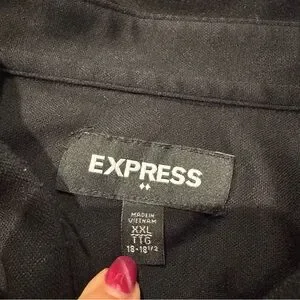 EXPRESS
MADE IN
VIETNAM
XXL
TTG
18-18 1/2